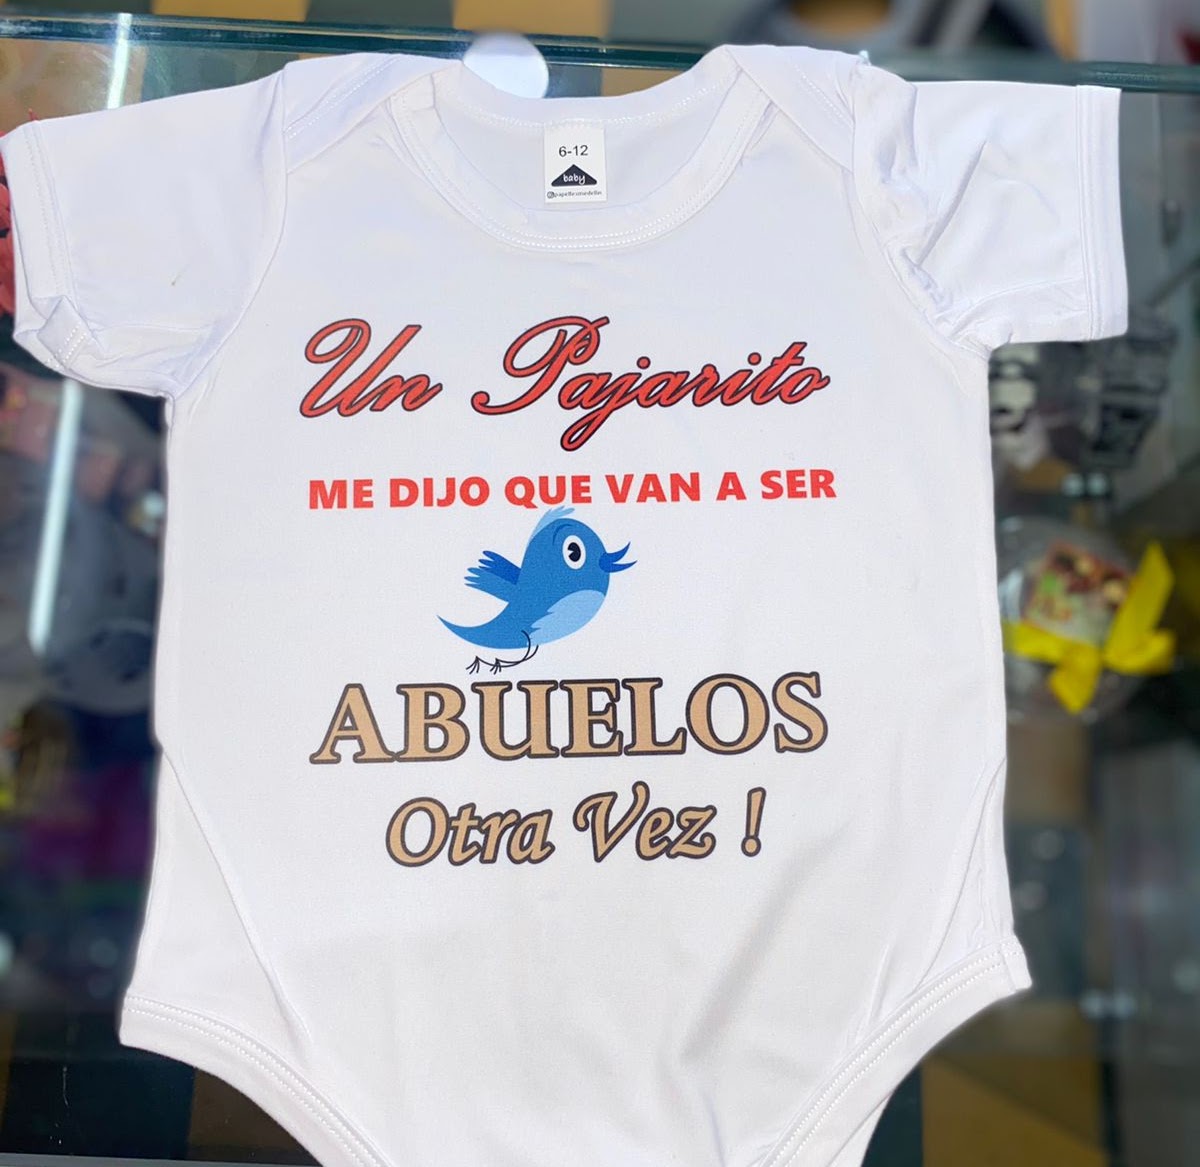 6-12
baby
Un Pajarito
ME DIJO QUE VAN A SER
ABUELOS
Otra Vez !